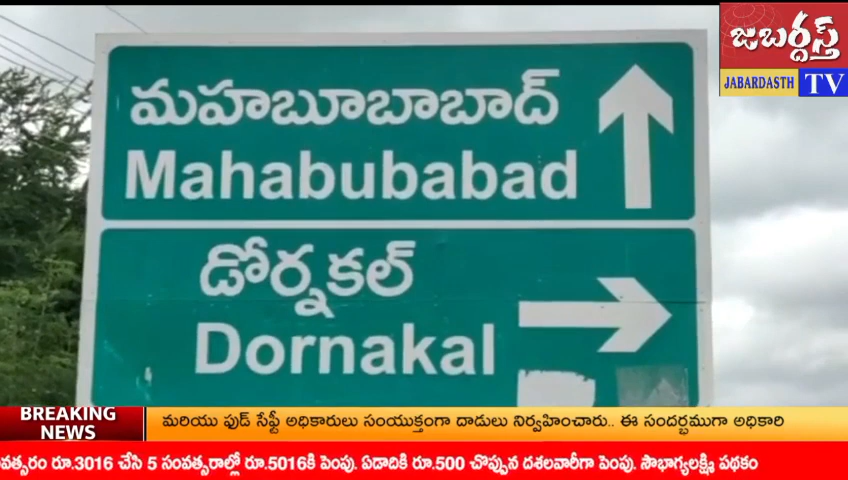 జబర్దస్త్
JABARDASTH TV
మహబూబాబాద్
Mahabubabad
డోర్నకల్
Dornakal
BREAKING
NEWS
మరియు ఫుడ్ సేఫ్టీ అధికారులు సంయుక్తంగా దాడులు నిర్వహించారు.. ఈ సందర్భముగా అధికారి
వత్సరం రూ.3016 చేసి 5 సంవత్సరాల్లో రూ.5016కి పెంపు. ఏడాదికి రూ.500 చొప్పున దశలవారీగా పెంపు. సౌభాగ్యలక్ష్మి పథకం